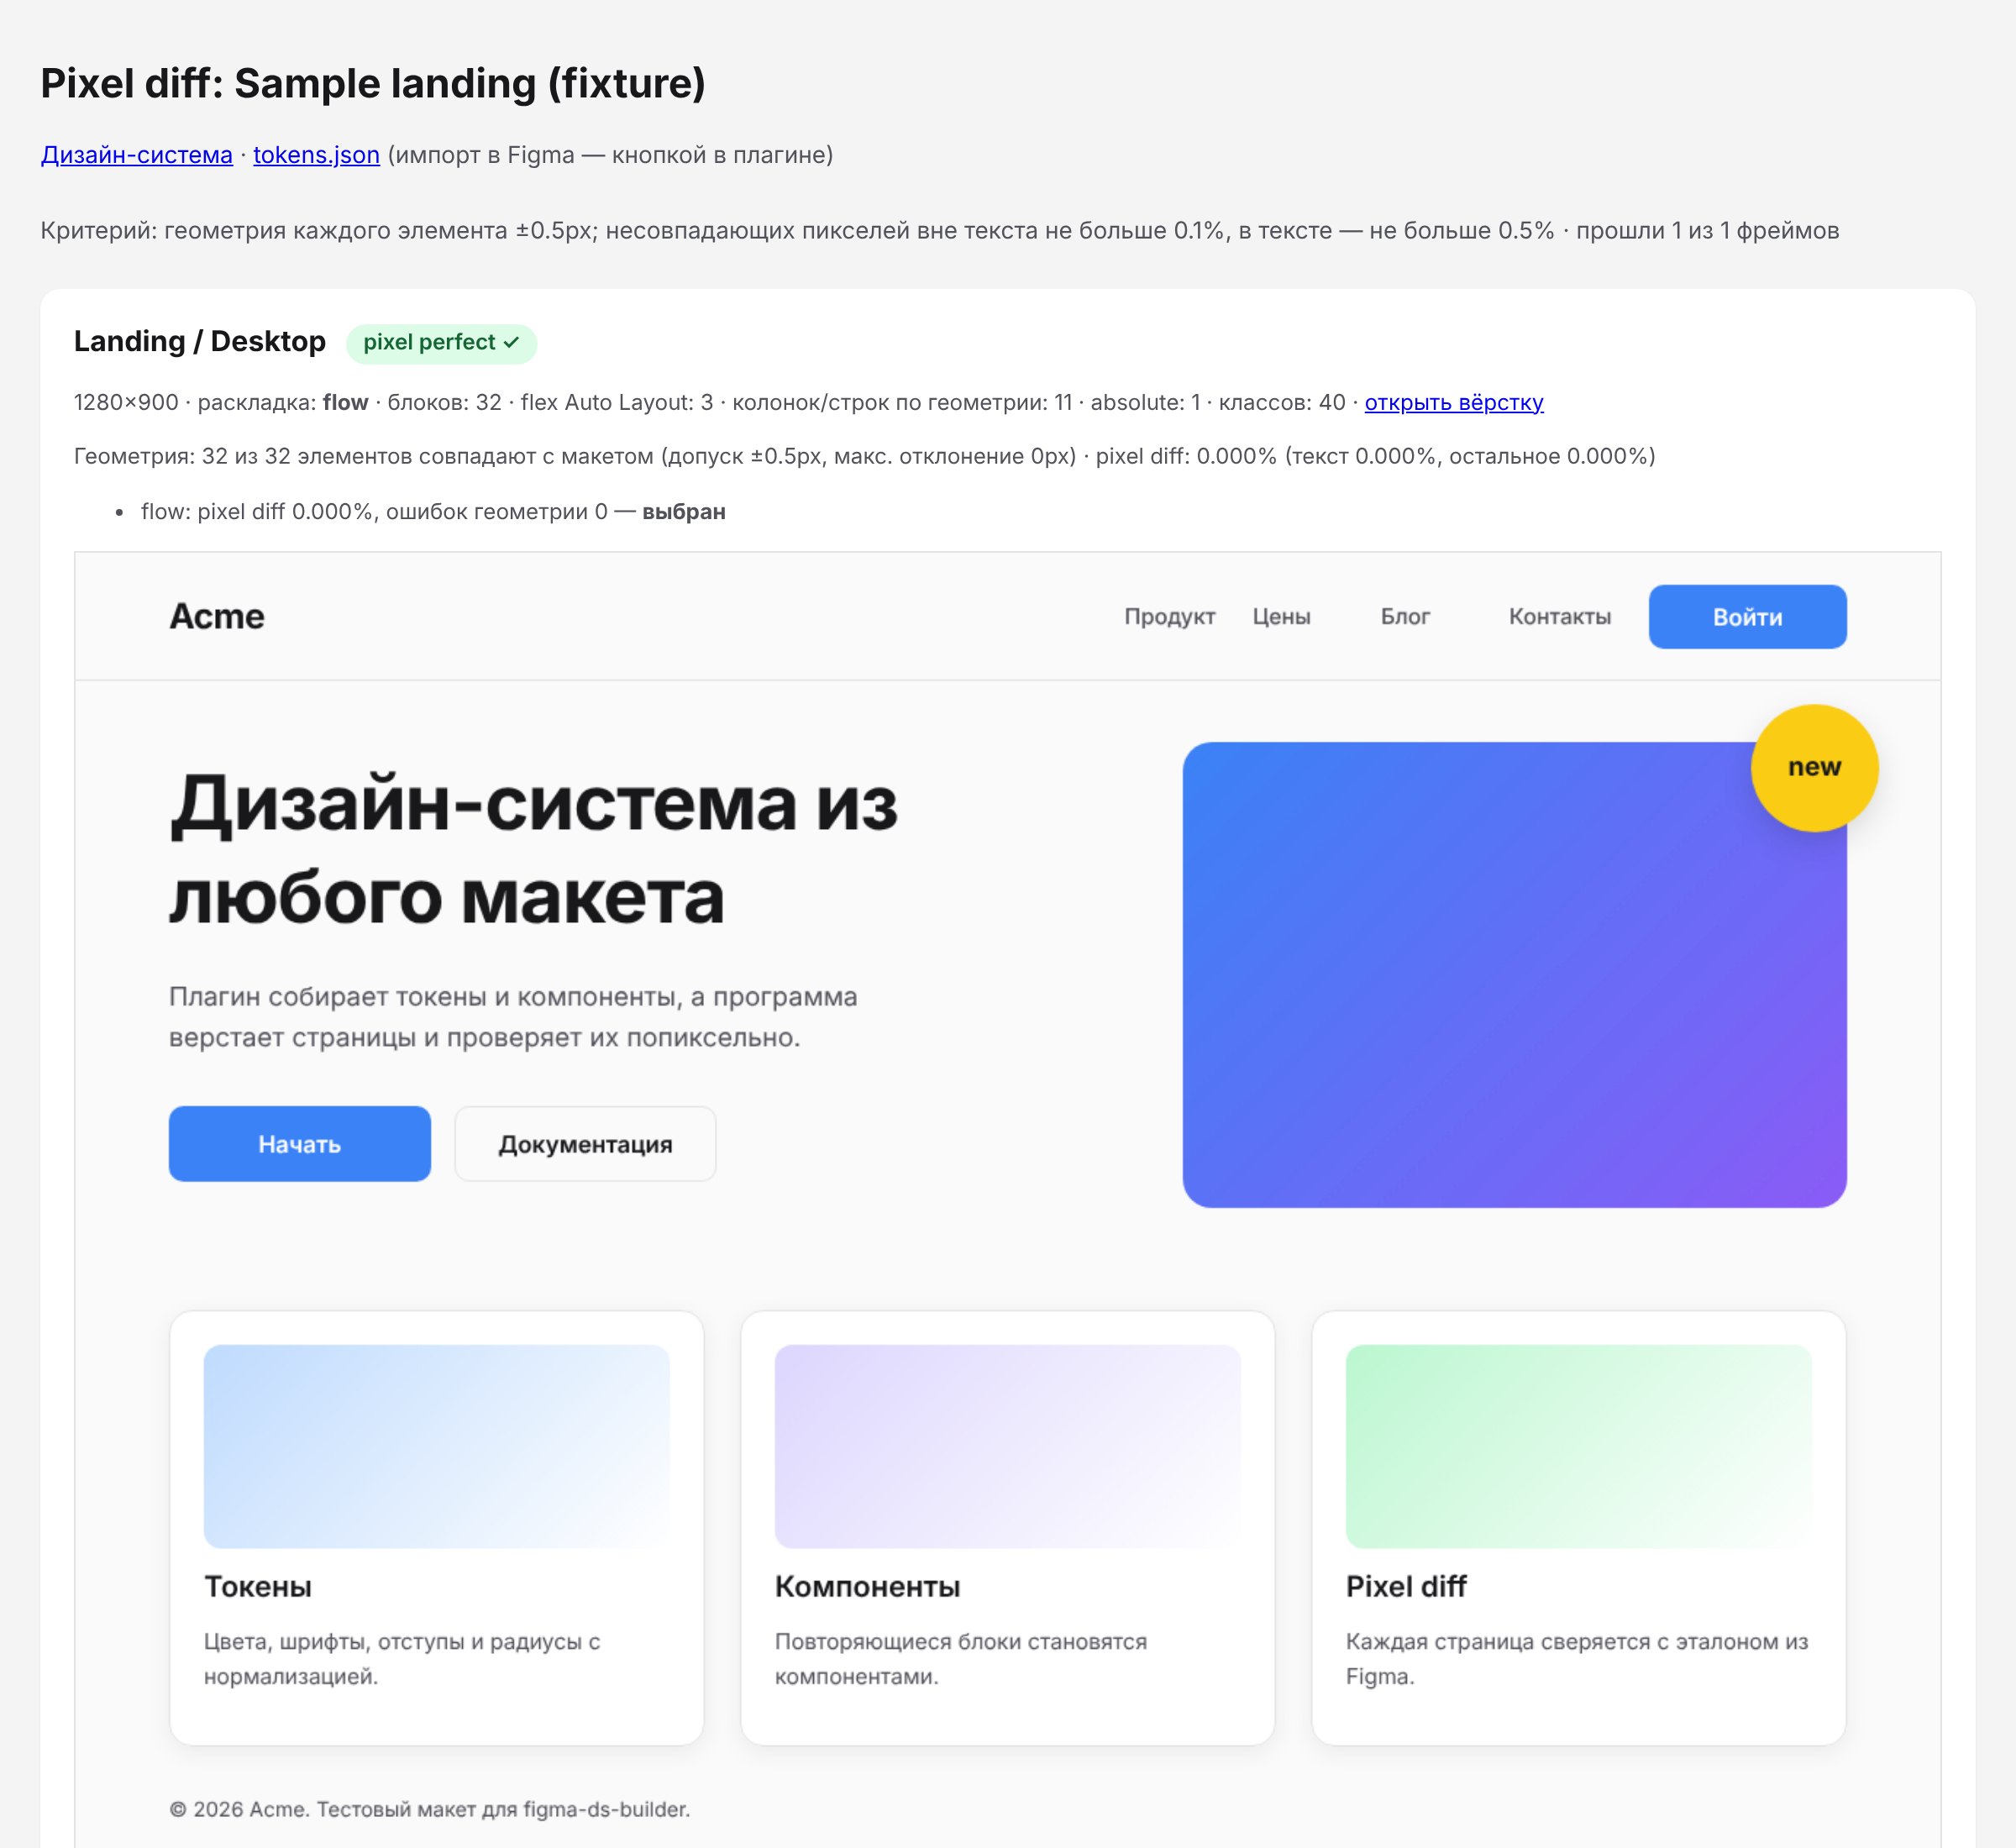 Pixel diff: Sample landing (fixture)
Дизайн-система · tokens.json (импорт в Figma — кнопкой в плагине)
Критерий: геометрия каждого элемента ±0.5px; несовпадающих пикселей вне текста не больше 0.1%, в тексте — не больше 0.5% · прошли 1 из 1 фреймов
Landing / Desktop pixel perfect ✓
1280×900 · раскладка: flow · блоков: 32 · flex Auto Layout: 3 · колонок/строк по геометрии: 11 · absolute: 1 · классов: 40 · открыть вёрстку
Геометрия: 32 из 32 элементов совпадают с макетом (допуск ±0.5px, макс. отклонение 0px) · pixel diff: 0.000% (текст 0.000%, остальное 0.000%)
• flow: pixel diff 0.000%, ошибок геометрии 0 — выбран
Acme Продукт Цены Блог Контакты Войти
new
Дизайн-система из
любого макета
Плагин собирает токены и компоненты, а программа
верстает страницы и проверяет их попиксельно.
Начать Документация
Токены
Цвета, шрифты, отступы и радиусы с
нормализацией.
Компоненты
Повторяющиеся блоки становятся
компонентами.
Pixel diff
Каждая страница сверяется с эталоном из
Figma.
© 2026 Acme. Тестовый макет для figma-ds-builder.